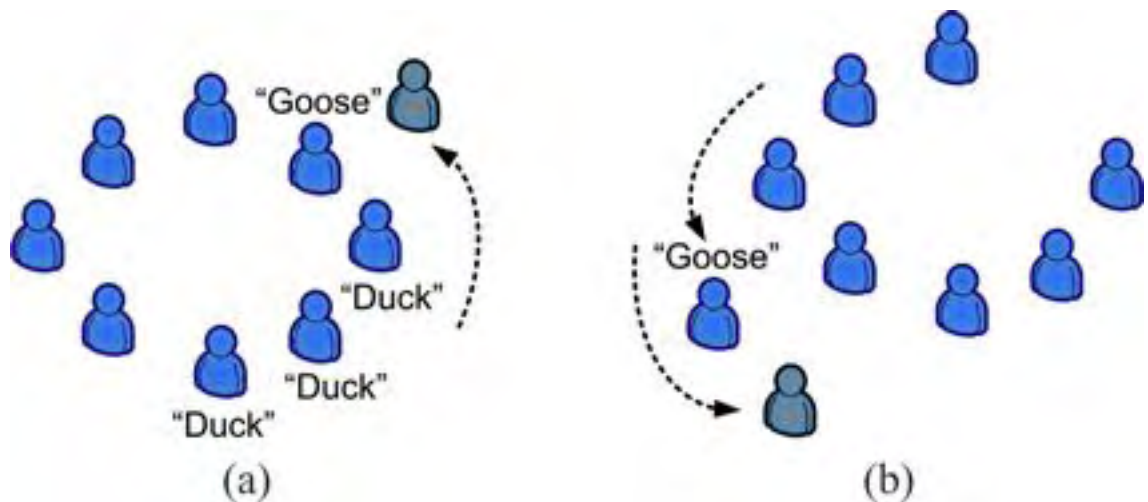 “Goose”
“Duck”
“Duck”
“Duck”
(a)
“Goose”
(b)